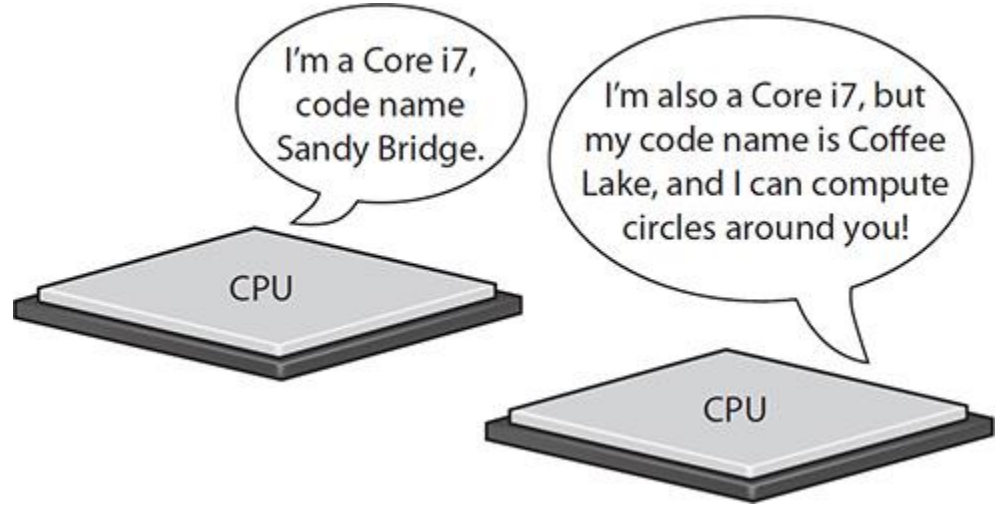 I'm a Core i7,
code name
Sandy Bridge.
I'm also a Core i7, but
my code name is Coffee
Lake, and I can compute
circles around you!
CPU
CPU